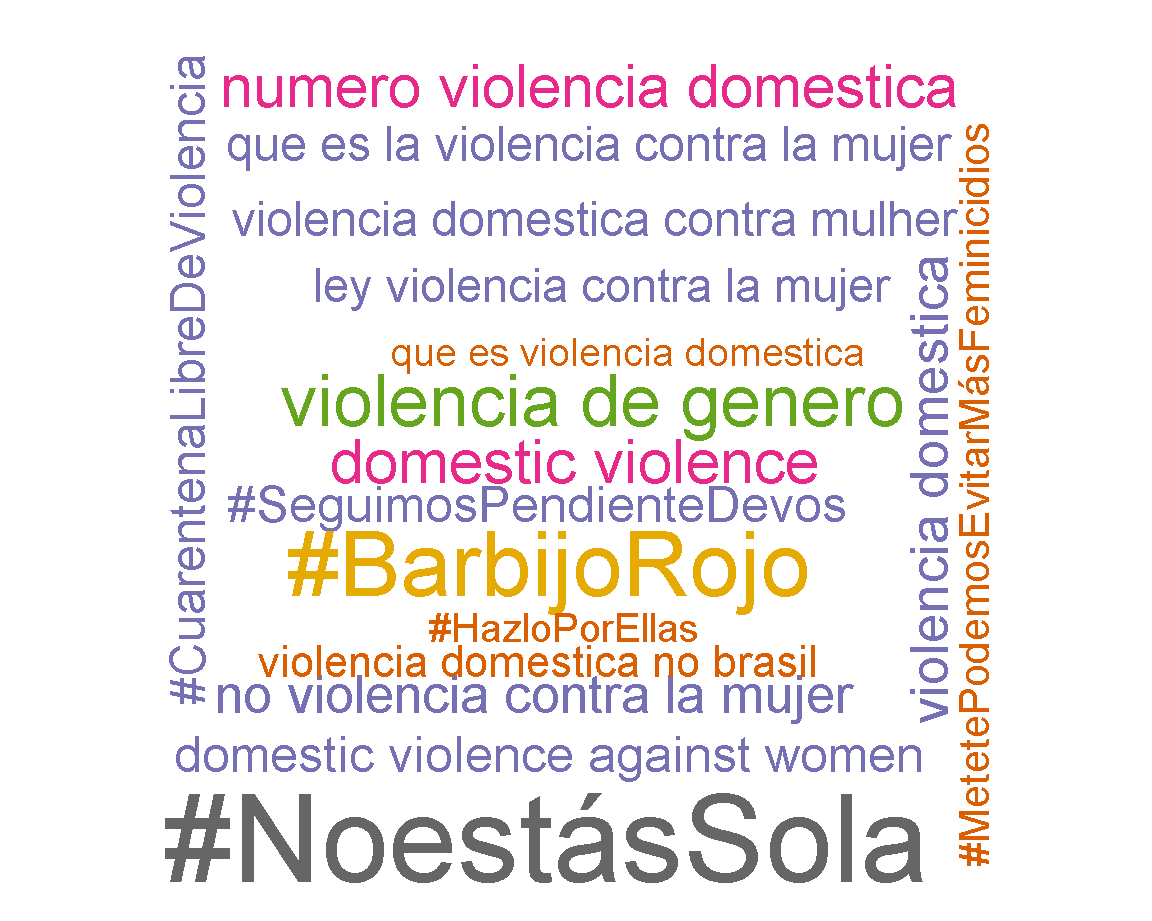 #CuarentenaLibreDeViolencia
numero violencia domestica
que es la violencia contra la mujer
violencia domestica contra mulher
ley violencia contra la mujer
que es violencia domestica
violencia de genero
domestic violence
#SeguimosPendienteDevos
#BarbijoRojo
#HazloPorEllas
violencia domestica no brasil
no violencia contra la mujer
domestic violence against women
#NoestásSola
violencia domestica
#MetetePodemosEvitarMásFeminicidios